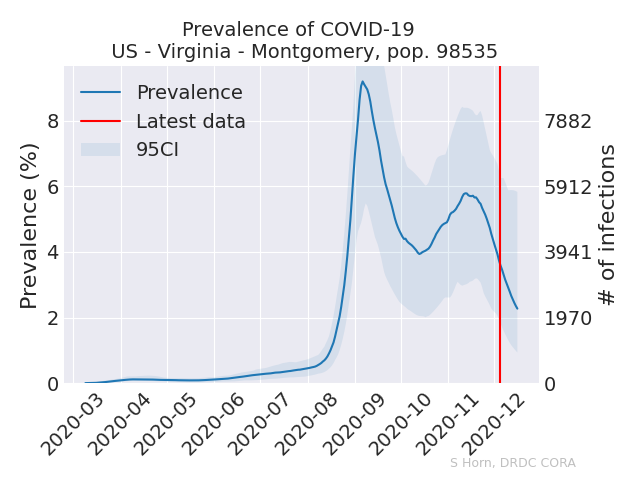 Prevalence of COVID-19
US - Virginia - Montgomery, pop. 98535
Prevalence
Latest data
95CI
Prevalence (%)
8
6
4
2
0
7882
5912
3941
1970
0
# of infections
2020-03
2020-04
2020-05
2020-06
2020-07
2020-08
2020-09
2020-10
2020-11
2020-12
S Horn, DRDC CORA